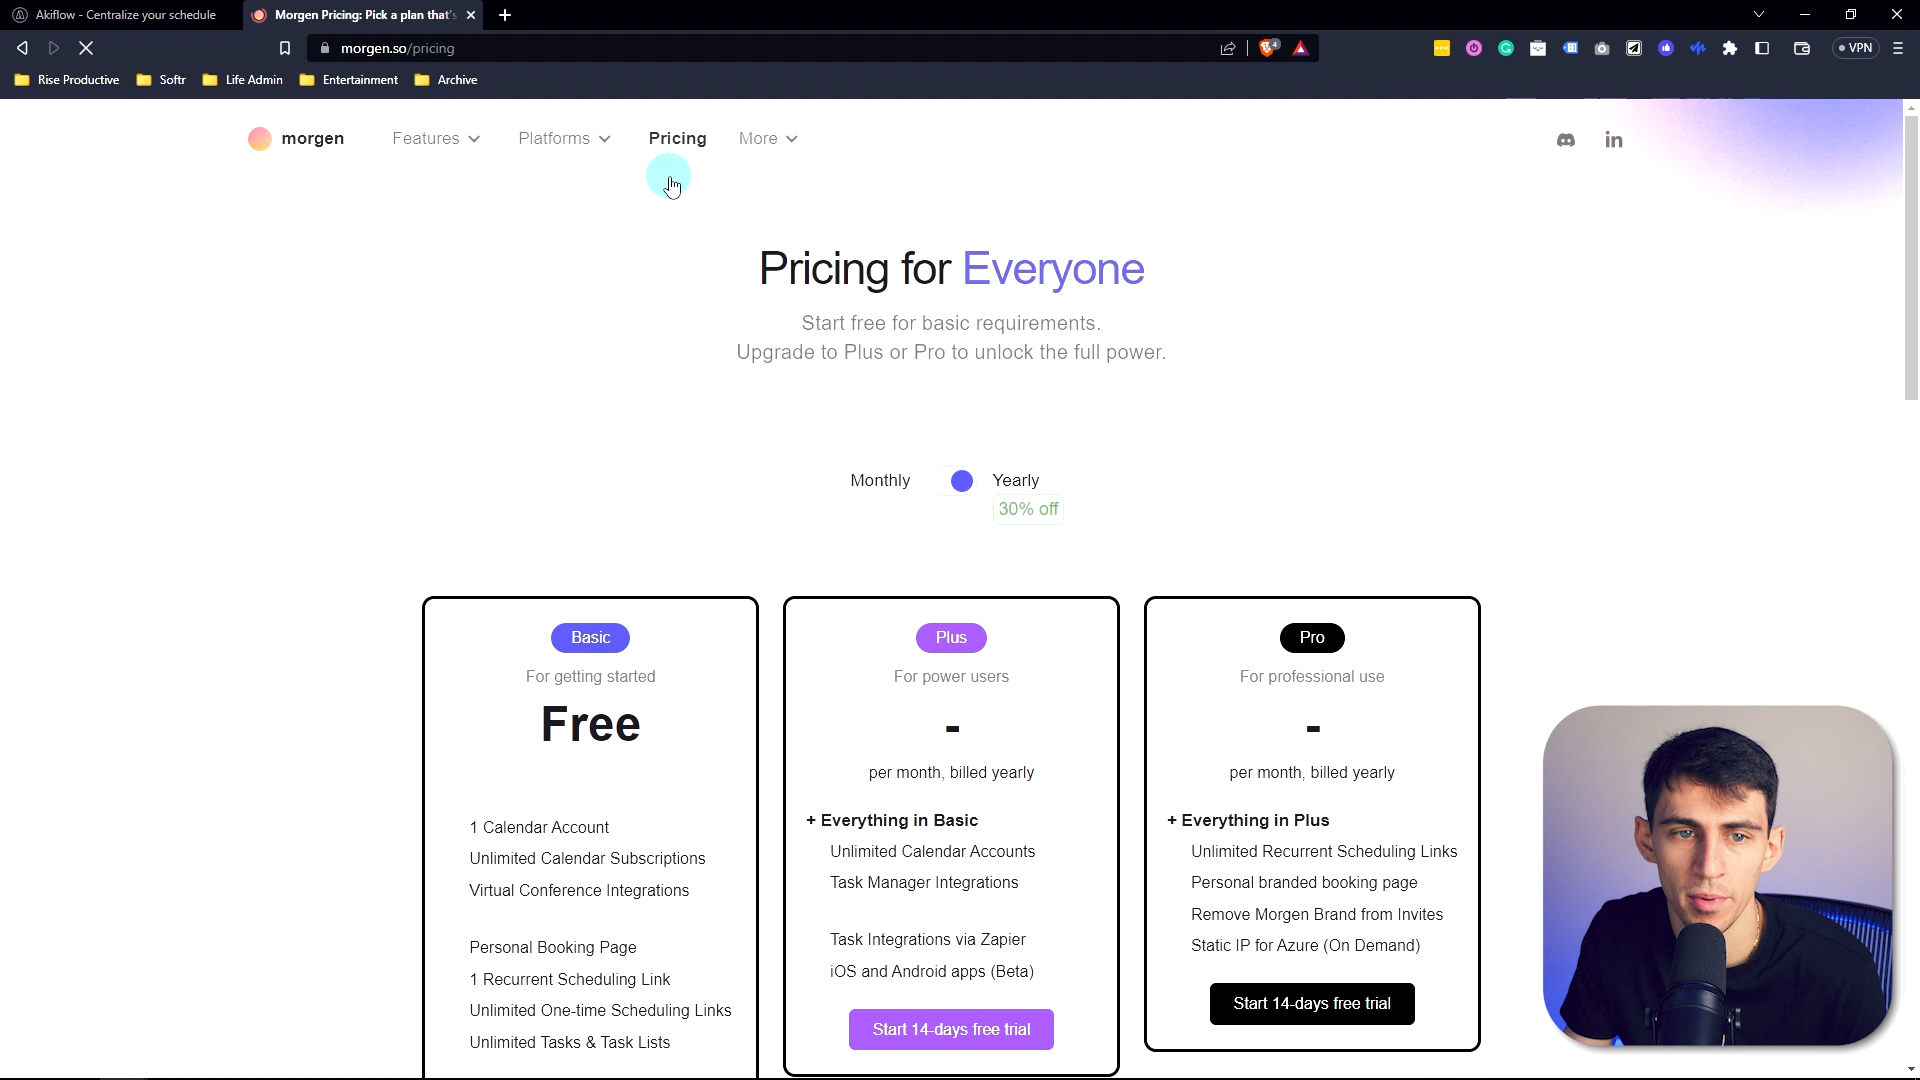 Akiflow - Centralize your schedule
Morgen Pricing: Pick a plan that's
morgen.so/pricing
4
VPN
Rise Productive
Softr
Life Admin
Entertainment
Archive
morgen
Features
Platforms
Pricing
More
in
Pricing for Everyone
Start free for basic requirements.
Upgrade to Plus or Pro to unlock the full power.
Monthly
Yearly
30% off
Basic
For getting started
Free
1 Calendar Account
Unlimited Calendar Subscriptions
Virtual Conference Integrations
Personal Booking Page
1 Recurrent Scheduling Link
Unlimited One-time Scheduling Links
Unlimited Tasks & Task Lists
Plus
For power users
-
per month, billed yearly
+ Everything in Basic
Unlimited Calendar Accounts
Task Manager Integrations
Task Integrations via Zapier
iOS and Android apps (Beta)
Start 14-days free trial
Pro
For professional use
-
per month, billed yearly
+ Everything in Plus
Unlimited Recurrent Scheduling Links
Personal branded booking page
Remove Morgen Brand from Invites
Static IP for Azure (On Demand)
Start 14-days free trial